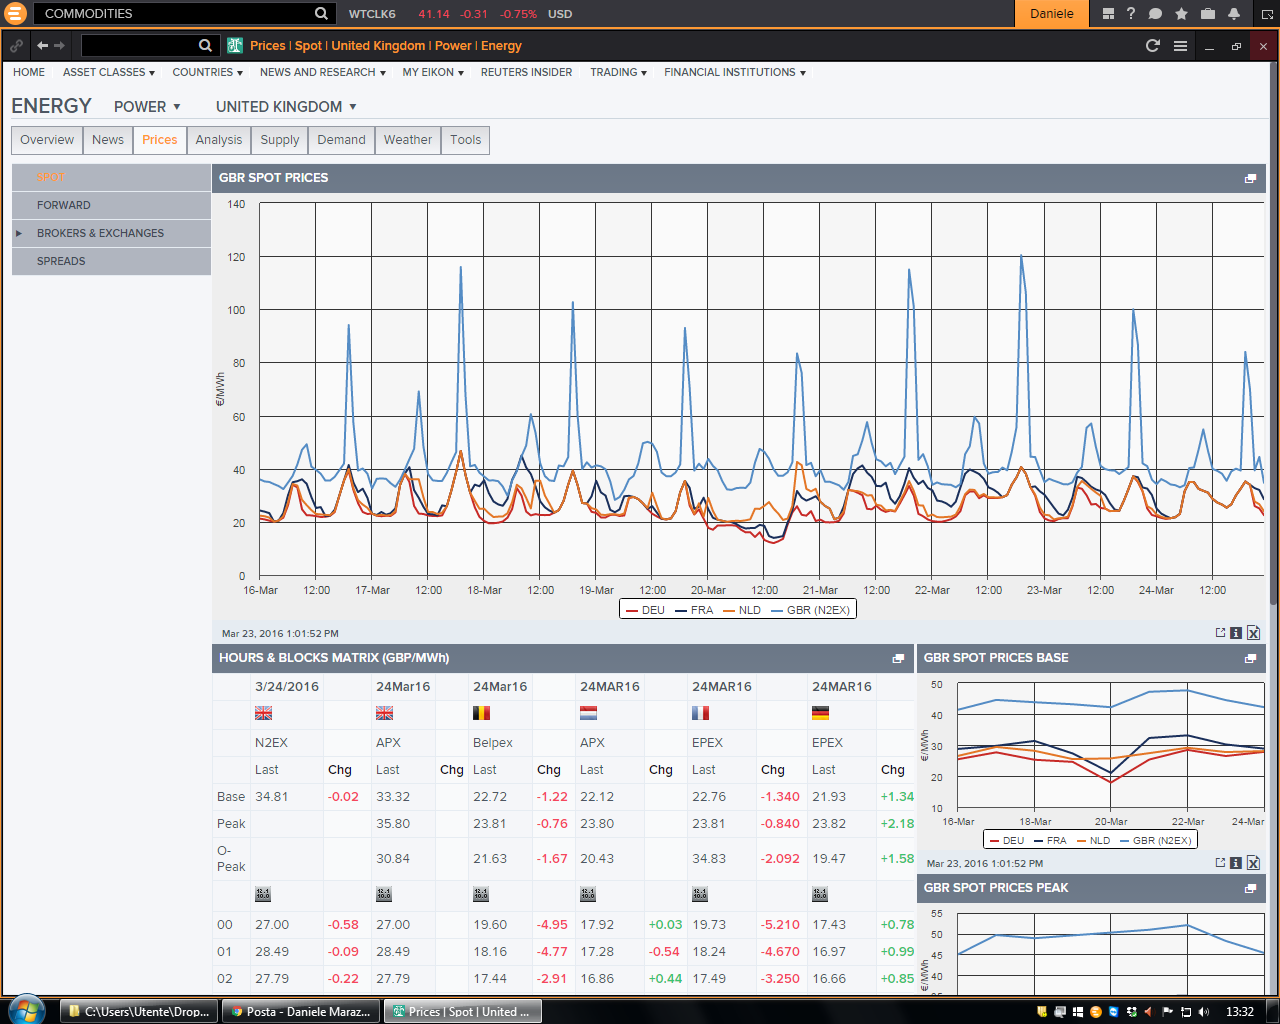 COMMODITIES WTCLK6 41.14 -0.31 -0.75% USD Daniele
Prices | Spot | United Kingdom | Power | Energy
HOME ASSET CLASSES COUNTRIES NEWS AND RESEARCH MY EIKON REUTERS INSIDER TRADING FINANCIAL INSTITUTIONS
ENERGY POWER UNITED KINGDOM
Overview News Prices Analysis Supply Demand Weather Tools
SPOT
FORWARD
BROKERS & EXCHANGES
SPREADS
GBR SPOT PRICES
140
120
100
80
60
40
20
0
€/MWh
16-Mar 12:00 17-Mar 12:00 18-Mar 12:00 19-Mar 12:00 20-Mar 12:00 21-Mar 12:00 22-Mar 12:00 23-Mar 12:00 24-Mar 12:00
DEU FRA NLD GBR (N2EX)
Mar 23, 2016 1:01:52 PM
HOURS & BLOCKS MATRIX (GBP/MWh)
3/24/2016 24Mar16 24Mar16 24MAR16 24MAR16 24MAR16
N2EX APX Belpex APX EPEX EPEX
Last Chg Last Chg Last Chg Last Chg Last Chg Last Chg
Base 34.81 -0.02 33.32 22.72 -1.22 22.12 22.76 -1.340 21.93 +1.34
Peak 35.80 23.81 -0.76 23.80 23.81 -0.840 23.82 +2.18
O-
Peak 30.84 21.63 -1.67 20.43 34.83 -2.092 19.47 +1.58
00 27.00 -0.58 27.00 19.60 -4.95 17.92 +0.03 19.73 -5.210 17.43 +0.78
01 28.49 -0.09 28.49 18.16 -4.77 17.28 -0.54 18.24 -4.670 16.97 +0.99
02 27.79 -0.22 27.79 17.44 -2.91 16.86 +0.44 17.49 -3.250 16.66 +0.85
GBR SPOT PRICES BASE
50
40
30
20
10
€/MWh
16-Mar 18-Mar 20-Mar 22-Mar 24-Mar
DEU FRA NLD GBR (N2EX)
Mar 23, 2016 1:01:52 PM
GBR SPOT PRICES PEAK
55
50
45
40
€/MWh
C:\Users\Utente\Drop... Posta - Daniele Maraz... Prices | Spot | United ... 13:32